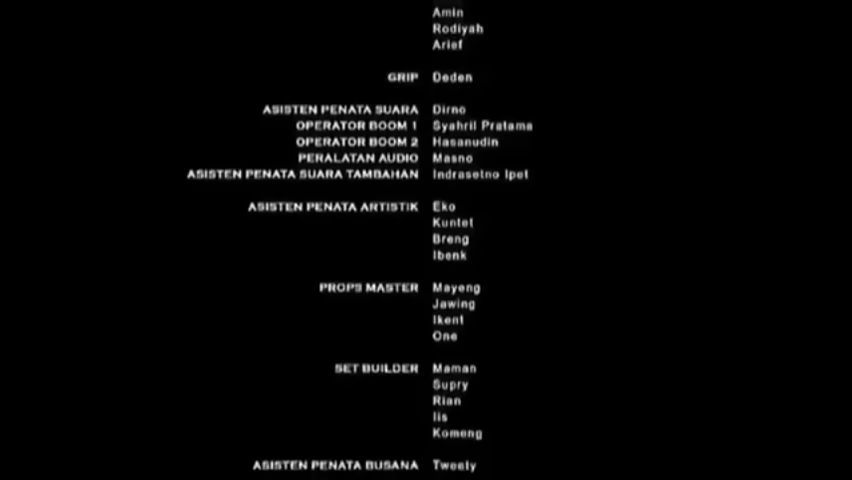 Amin
Rodiyah
Arief
GRIP Deden
ASISTEN PENATA SUARA Dirno
OPERATOR BOOM 1 Syahril Pratama
OPERATOR BOOM 2 Hasanudin
PERALATAN AUDIO Masno
ASISTEN PENATA SUARA TAMBAHAN Indrasetno Ipet
ASISTEN PENATA ARTISTIK Eko
Kuntet
Breng
Ibenk
PROPS MASTER Mayeng
Jawing
Ikent
One
SET BUILDER Maman
Supry
Rian
Iis
Komeng
ASISTEN PENATA BUSANA Tweety